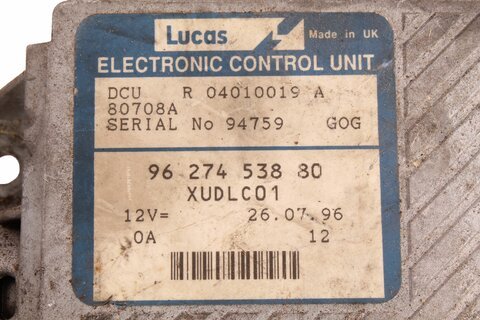 Lucas Made in UK
ELECTRONIC CONTROL UNIT
DCU R 04010019 A
80708A
SERIAL No 94759 GOG
96 274 538 80
XUDLC01
12V= 26.07.96
0A 12